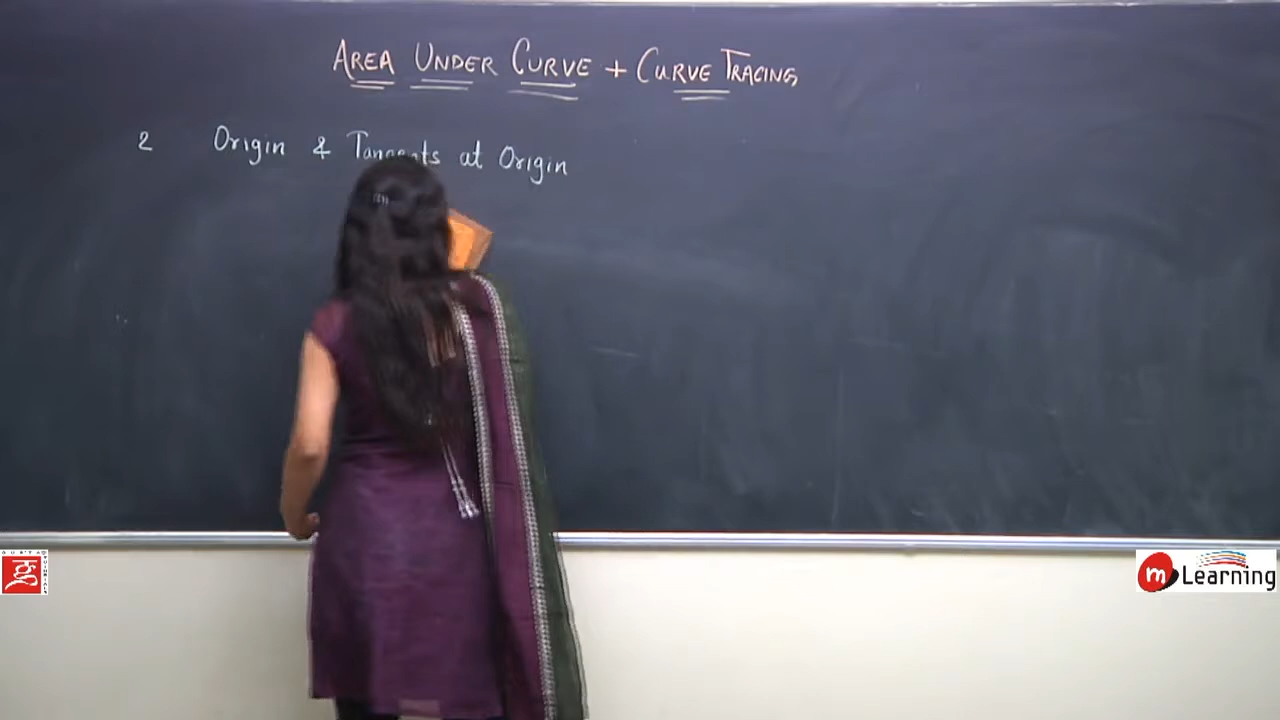 AREA UNDER CURVE + CURVE TRACING
2 Origin & Tangents at Origin
m Learning